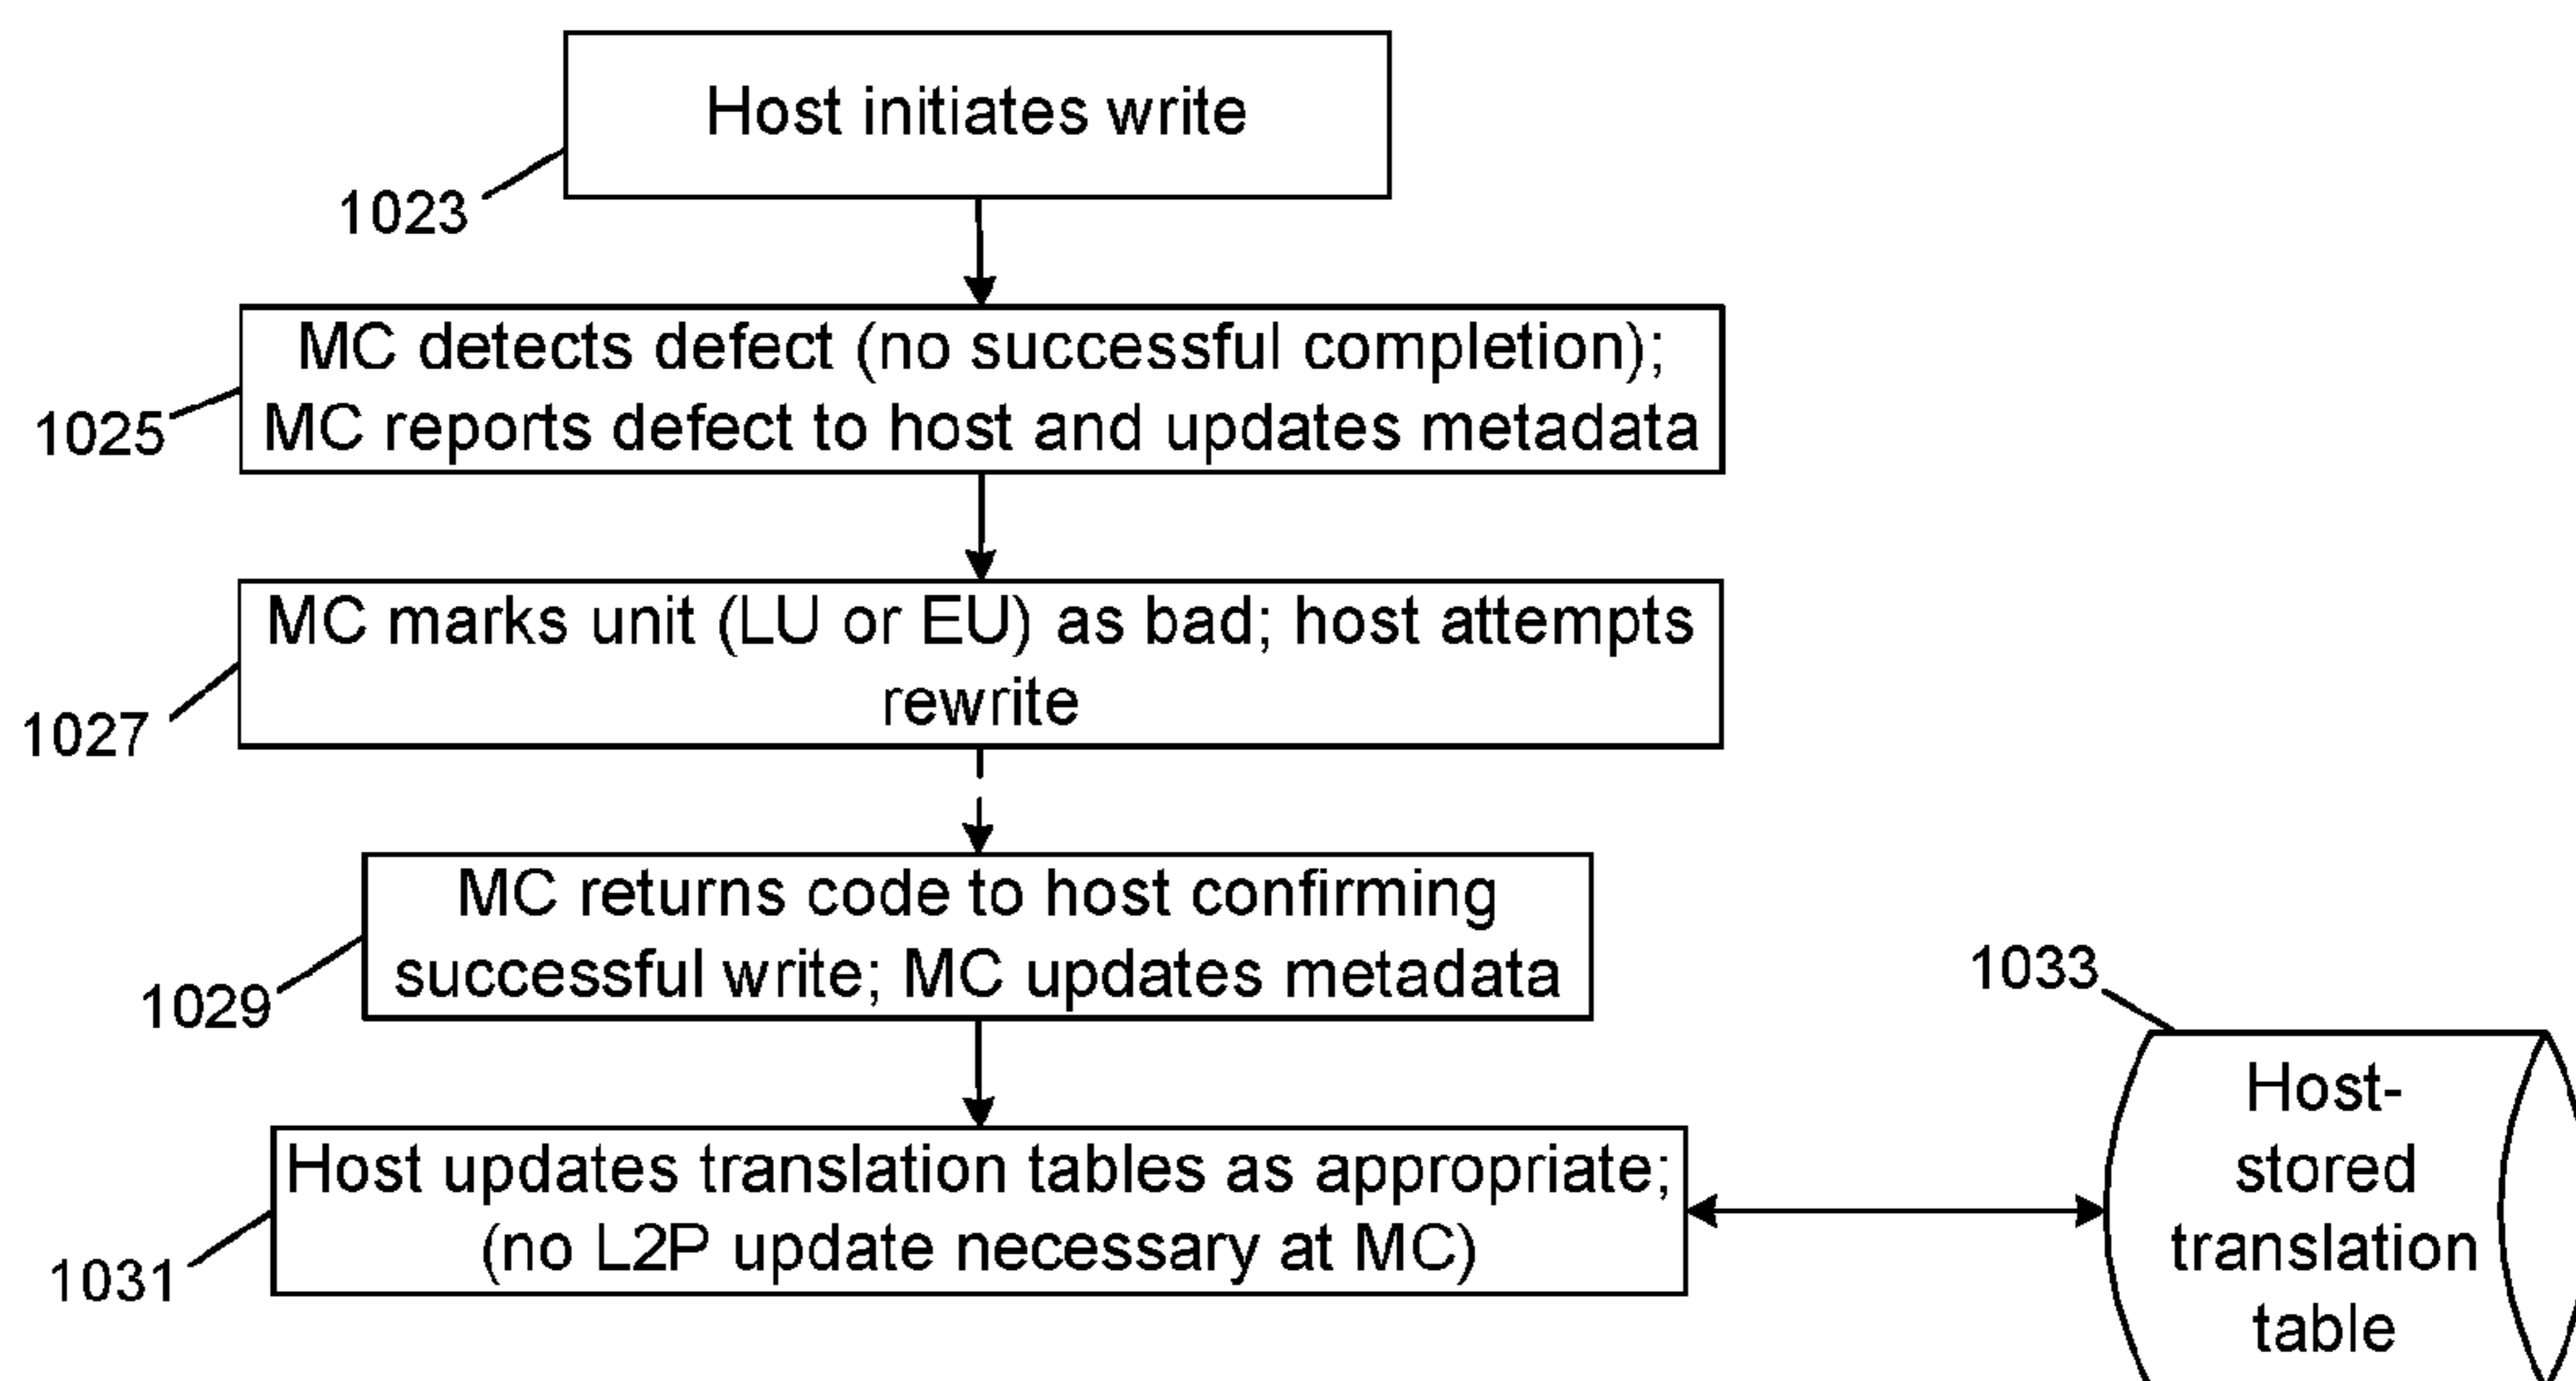 Host initiates write
1023
MC detects defect (no successful completion);
MC reports defect to host and updates metadata
1025
MC marks unit (LU or EU) as bad; host attempts
rewrite
1027
MC returns code to host confirming
successful write; MC updates metadata
1029
1033
Host updates translation tables as appropriate;
(no L2P update necessary at MC)
1031
Host-
stored
translation
table